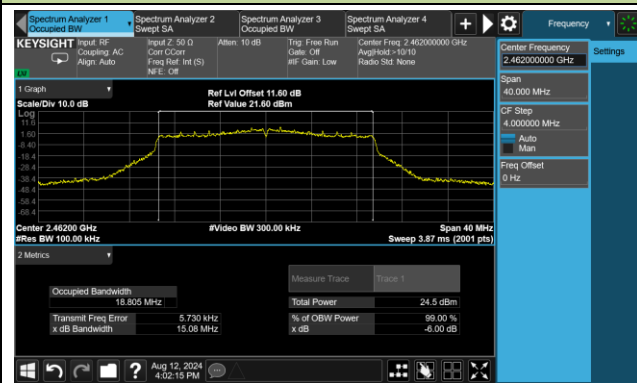 Spectrum Analyzer 1
Occupied BW
Spectrum Analyzer 2
Swept SA
Spectrum Analyzer 3
Occupied BW
Spectrum Analyzer 4
Swept SA
Frequency
KEYSIGHT
Input: RF
Coupling: AC
Align: Auto
Input Z: 50 Ω
Corr CCorr
Freq Ref: Int (S)
NFE: Off
Atten: 10 dB
Trig: Free Run
Gate: Off
#IF Gain: Low
Center Freq: 2.462000000 GHz
Avg|Hold:>10/10
Radio Std: None
Center Frequency
2.462000000 GHz
Settings
Span
40.000 MHz
CF Step
4.000000 MHz
Auto
Man
Freq Offset
0 Hz
1 Graph
Scale/Div 10.0 dB
Ref Lvl Offset 11.60 dB
Ref Value 21.60 dBm
Log
11.6
1.60
-8.40
-18.4
-28.4
-38.4
-48.4
-58.4
-68.4
Center 2.46200 GHz
#Video BW 300.00 kHz
Span 40 MHz
#Res BW 100.00 kHz
Sweep 3.87 ms (2001 pts)
2 Metrics
Measure Trace
Trace 1
Occupied Bandwidth
18.805 MHz
Total Power
24.5 dBm
Transmit Freq Error
5.730 kHz
% of OBW Power
99.00 %
x dB Bandwidth
15.08 MHz
x dB
-6.00 dB
Aug 12, 2024
4:02:15 PM